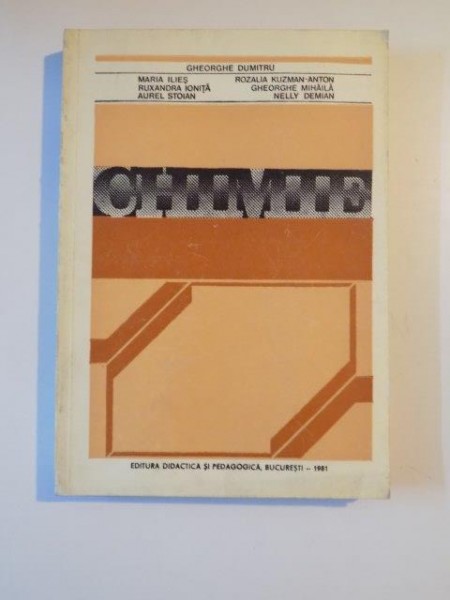 GHEORGHE DUMITRU
MARIA ILIEȘ ROZALIA KUZMAN-ANTON
RUXANDRA IONIȚĂ GHEORGHE MIHĂILĂ
AUREL STOIAN NELLY DEMIAN
CHIMIE
EDITURA DIDACTICĂ ȘI PEDAGOGICĂ, BUCUREȘTI – 1981